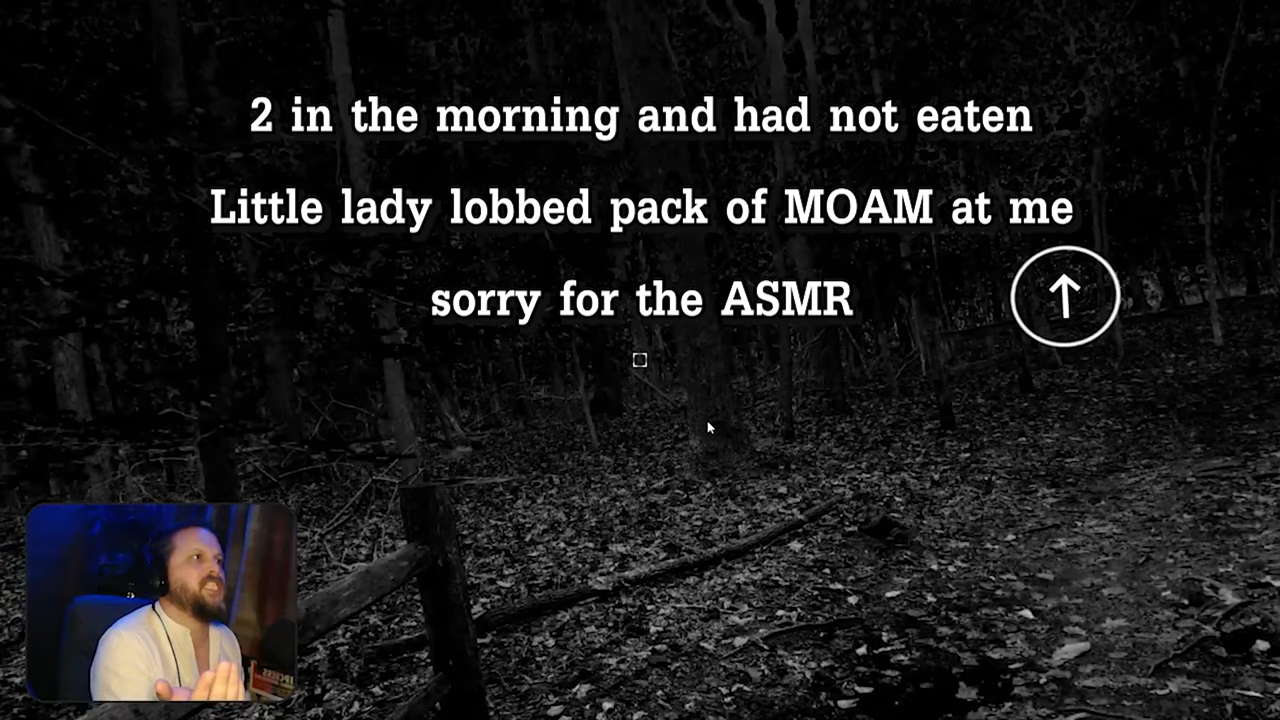 2 in the morning and had not eaten
Little lady lobbed pack of MOAM at me
sorry for the ASMR